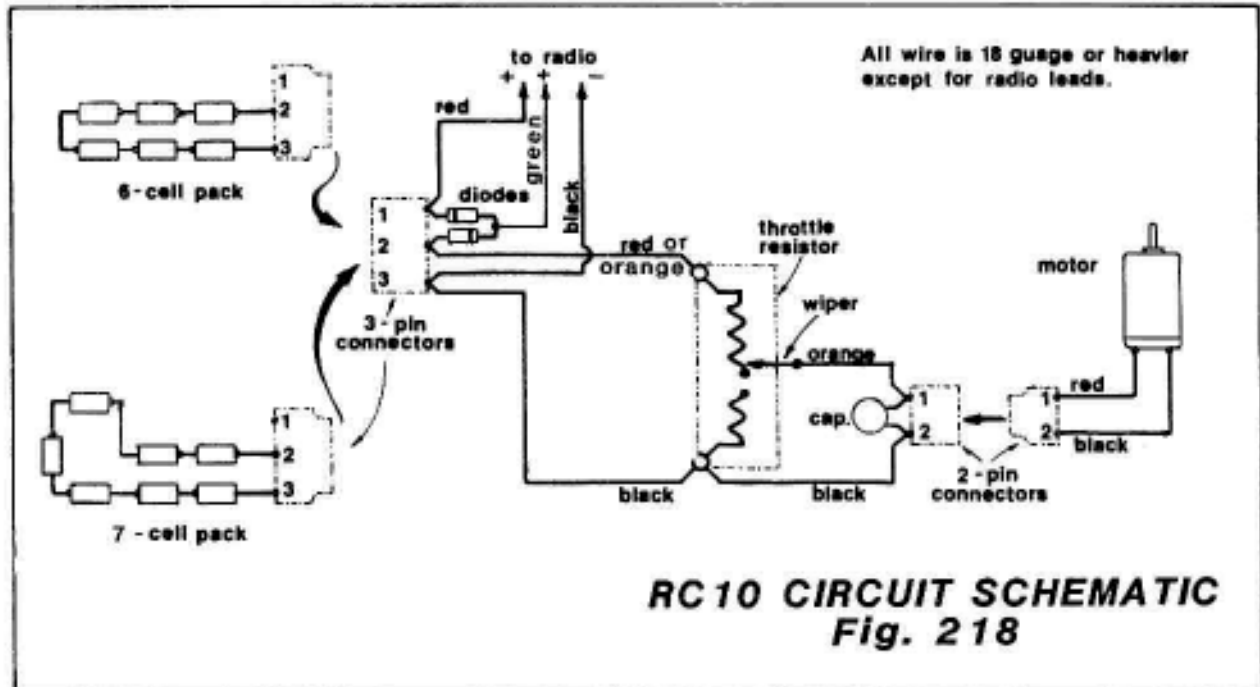 to radio
+ + −
All wire is 18 guage or heavier
except for radio leads.
1
2
3
6-cell pack
red
green
black
diodes
1
2
3
3-pin
connectors
red or
orange
throttle
resistor
wiper
orange
motor
cap.
1
2
1
2
red
black
2-pin
connectors
1
2
3
7-cell pack
black
black
RC10 CIRCUIT SCHEMATIC
Fig. 218